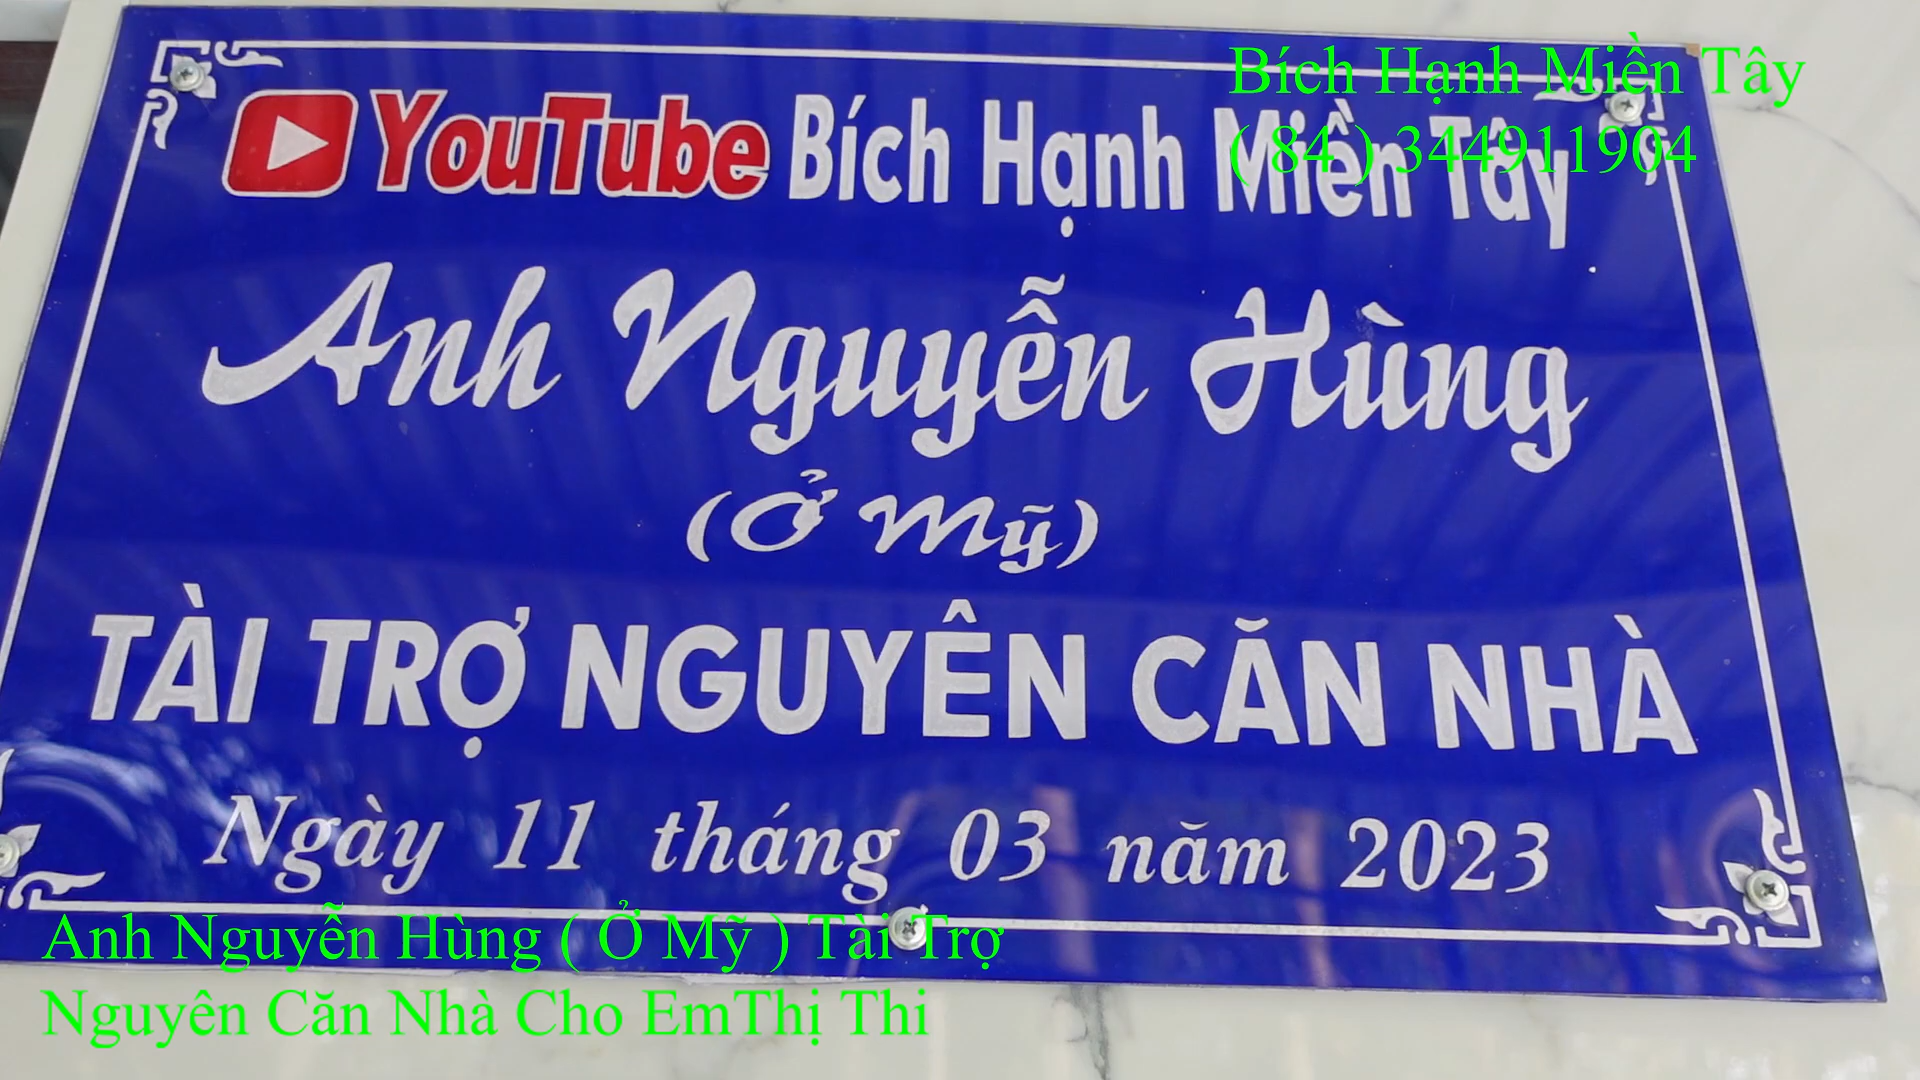 Bích Hạnh Miền Tây
( 84 ) 344911904
YouTube Bích Hạnh Miền Tây
Anh Nguyễn Hùng
(Ở Mỹ)
TÀI TRỢ NGUYÊN CĂN NHÀ
Ngày 11 tháng 03 năm 2023
Anh Nguyễn Hùng ( Ở Mỹ ) Tài Trợ
Nguyên Căn Nhà Cho EmThị Thi